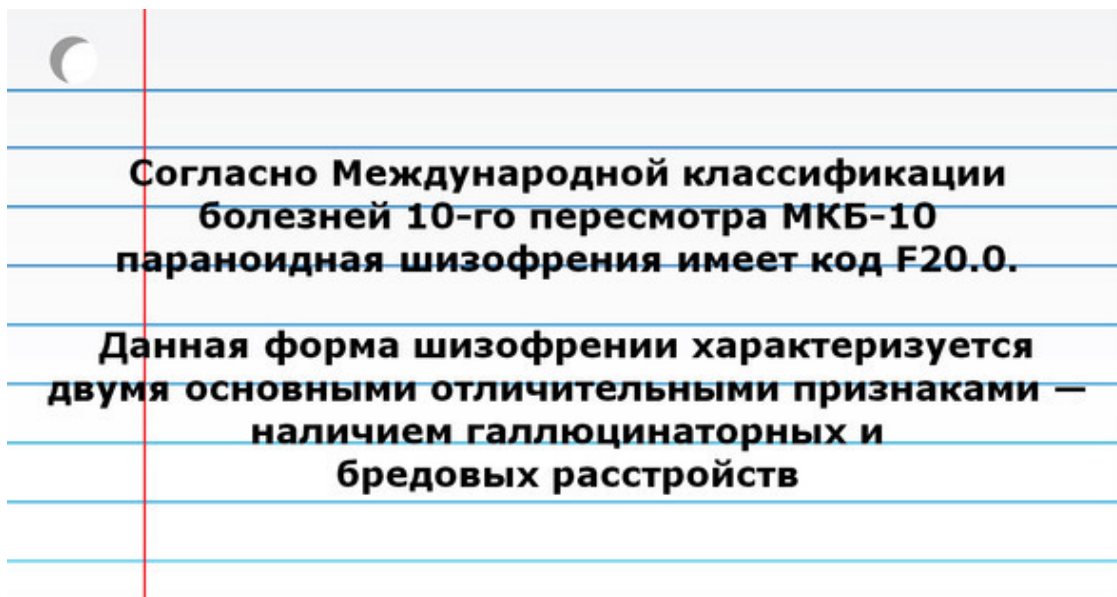 Согласно Международной классификации
болезней 10-го пересмотра МКБ-10
параноидная шизофрения имеет код F20.0.
Данная форма шизофрении характеризуется
двумя основными отличительными признаками —
наличием галлюцинаторных и
бредовых расстройств